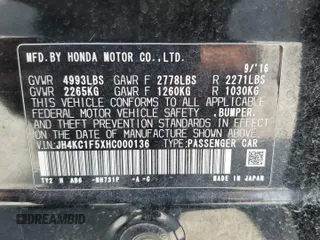 MFD. BY HONDA MOTOR CO., LTD.
9/'16
GVWR 4993LBS GAWR F 2778LBS R 2271LBS
GVWR 2265KG GAWR F 1260KG R 1030KG
THIS VEHICLE CONFORMS TO ALL APPLICABLE
FEDERAL MOTOR VEHICLE SAFETY, BUMPER,
AND THEFT PREVENTION STANDARDS IN EFFECT
ON THE DATE OF MANUFACTURE SHOWN ABOVE.
V.I.N: JH4KC1F5XHC000136 TYPE: PASSENGER CAR
TY2 NH731P -A-C MADE IN JAPAN
DREAMBID